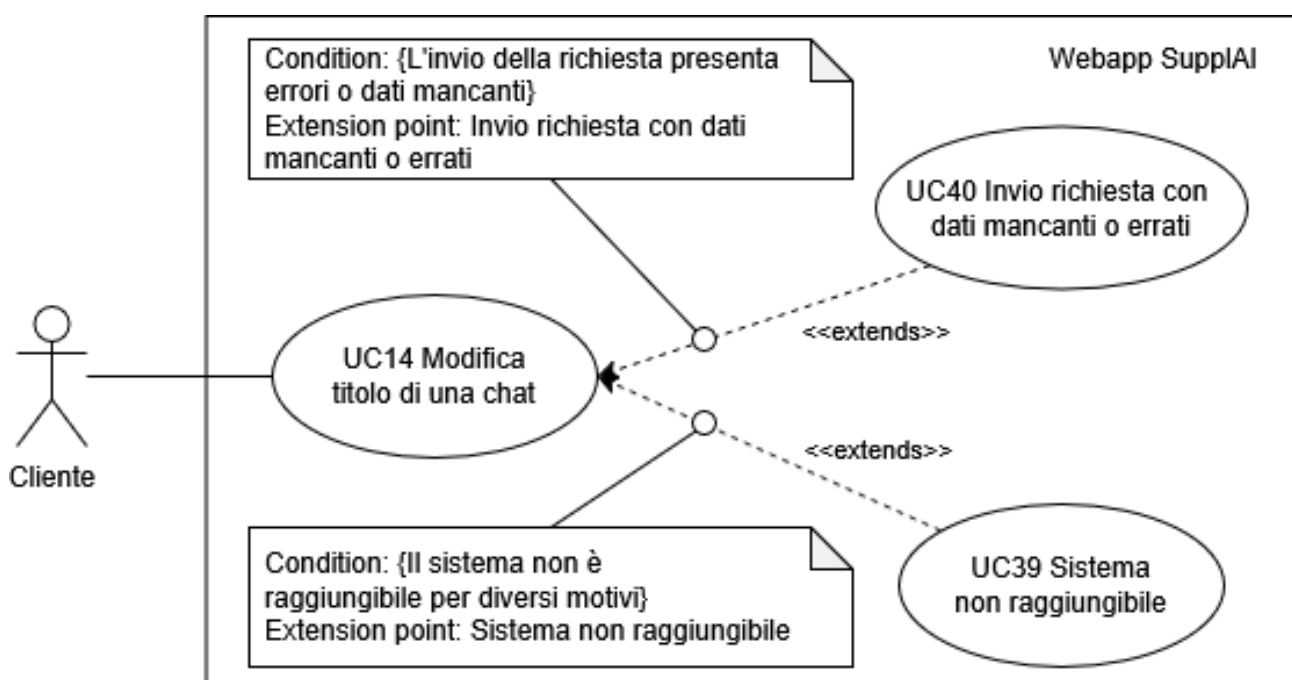 Condition: {L'invio della richiesta presenta
errori o dati mancanti}
Extension point: Invio richiesta con dati
mancanti o errati
Webapp SupplAI
UC40 Invio richiesta con
dati mancanti o errati
<<extends>>
UC14 Modifica
titolo di una chat
Cliente
<<extends>>
Condition: {Il sistema non è
raggiungibile per diversi motivi}
Extension point: Sistema non raggiungibile
UC39 Sistema
non raggiungibile